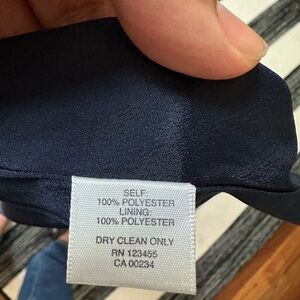 SELF:
100% POLYESTER
LINING:
100% POLYESTER
DRY CLEAN ONLY
RN 123455
CA 00234